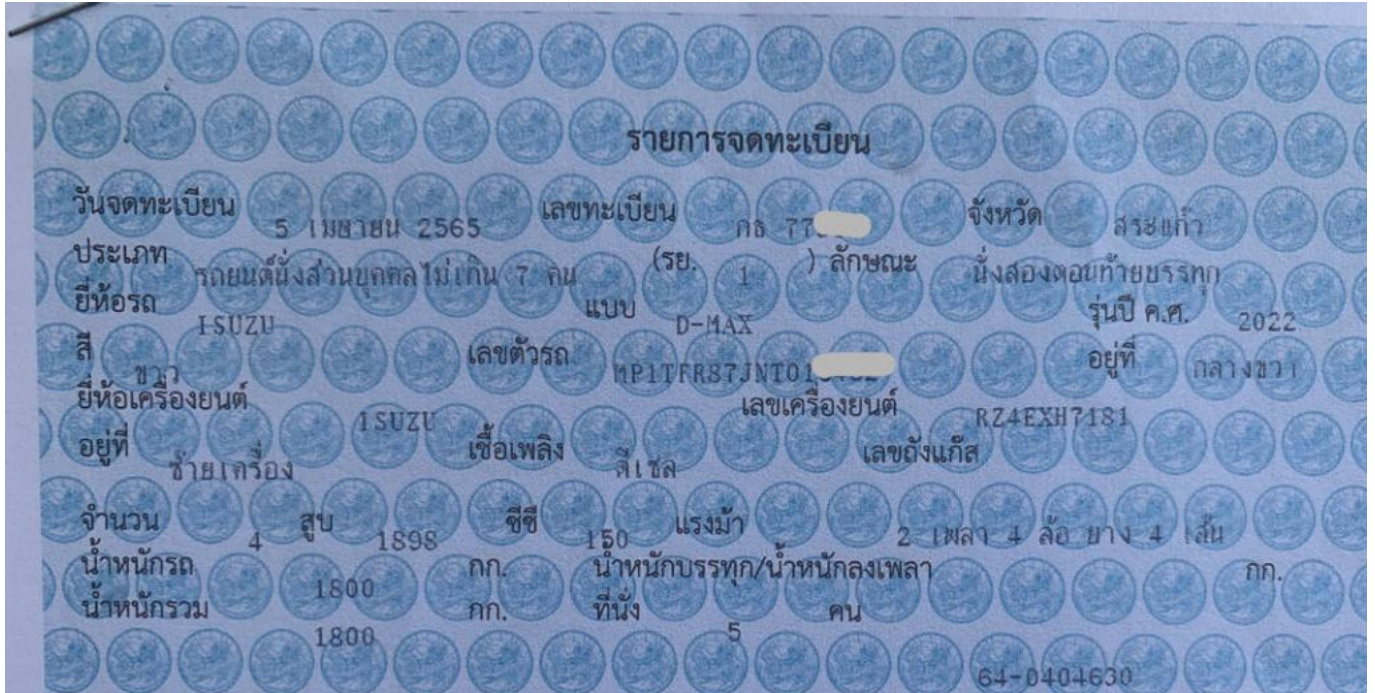 รายการจดทะเบียน
วันจดทะเบียน 5 เมษายน 2565 เลขทะเบียน กธ 77 จังหวัด สระแก้ว
ประเภท รถยนต์นั่งส่วนบุคคลไม่เกิน 7 คน (รย. 1 ) ลักษณะ นั่งสองตอนท้ายบรรทุก
ยี่ห้อรถ ISUZU แบบ D-MAX รุ่นปี ค.ศ. 2022
สี ขาว เลขตัวรถ MP1TFR87JNT01 อยู่ที่ กลางขวา
ยี่ห้อเครื่องยนต์ ISUZU เลขเครื่องยนต์ RZ4EXH7181
อยู่ที่ ซ้ายเครื่อง เชื้อเพลิง ดีเซล เลขถังแก๊ส
จำนวน 4 สูบ 1898 ซีซี 150 แรงม้า 2 เพลา 4 ล้อ ยาง 4 เส้น
น้ำหนักรถ 1800 กก. น้ำหนักบรรทุก/น้ำหนักลงเพลา กก.
น้ำหนักรวม 1800 กก. ที่นั่ง 5 คน
64-0404630